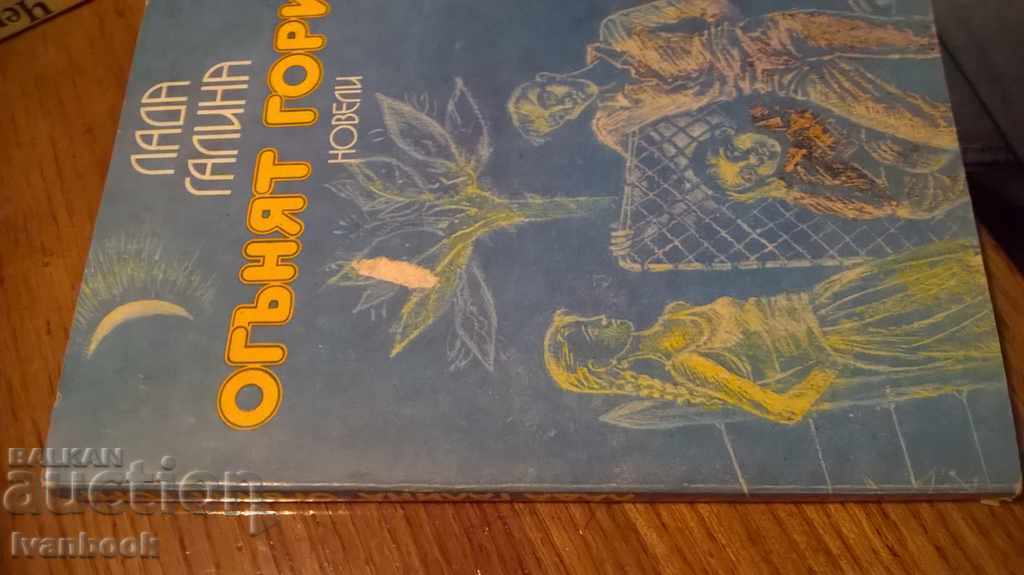 ЛАДА
ГАЛИНА
ОГЪНЯТ ГОРИ
НОВЕЛИ
BALKAN
auction
Ivanbook